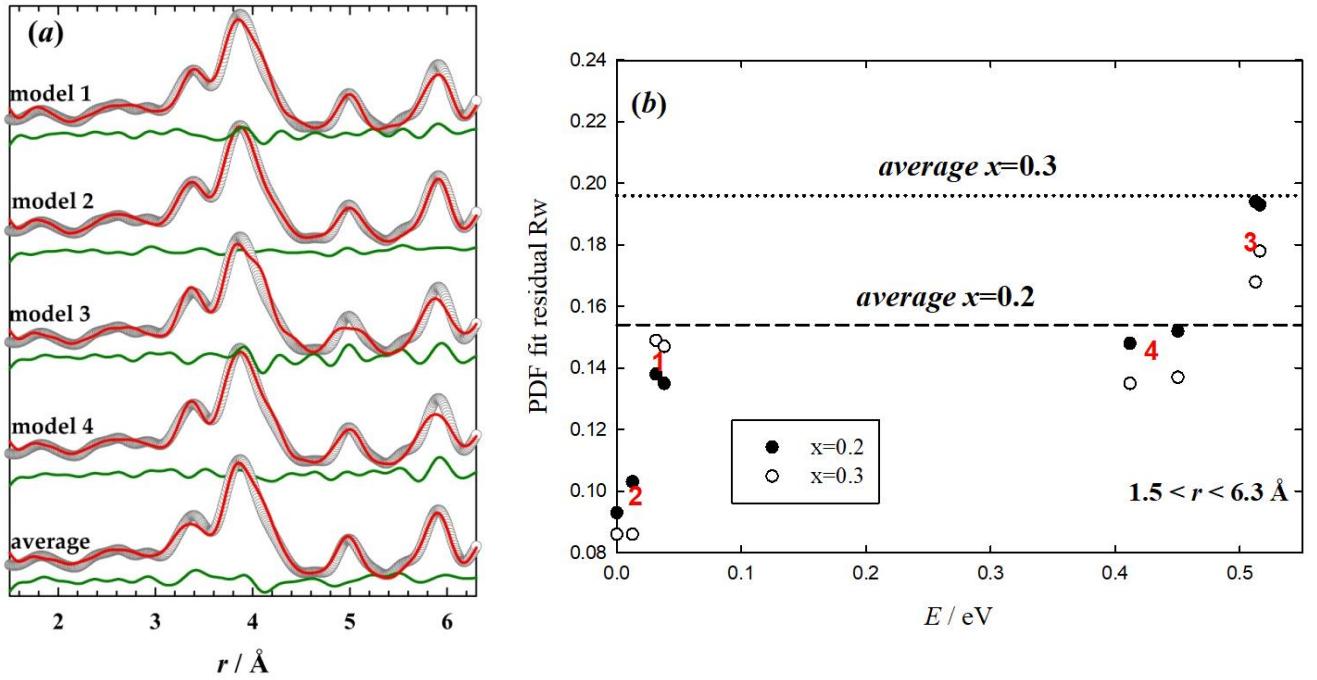 (a)
model 1
model 2
model 3
model 4
average
2 3 4 5 6
r / Å
(b)
PDF fit residual Rw
0.24
0.22
0.20
0.18
0.16
0.14
0.12
0.10
0.08
average x=0.3
3
average x=0.2
1
4
2
x=0.2
x=0.3
1.5 < r < 6.3 Å
0.0 0.1 0.2 0.3 0.4 0.5
E / eV